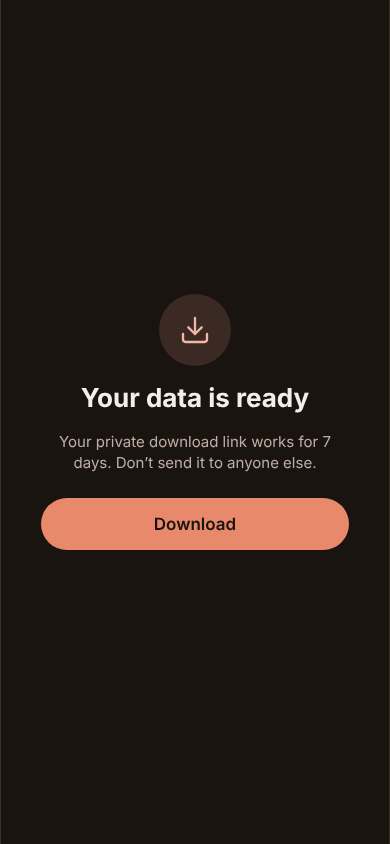 Your data is ready
Your private download link works for 7
days. Don’t send it to anyone else.
Download